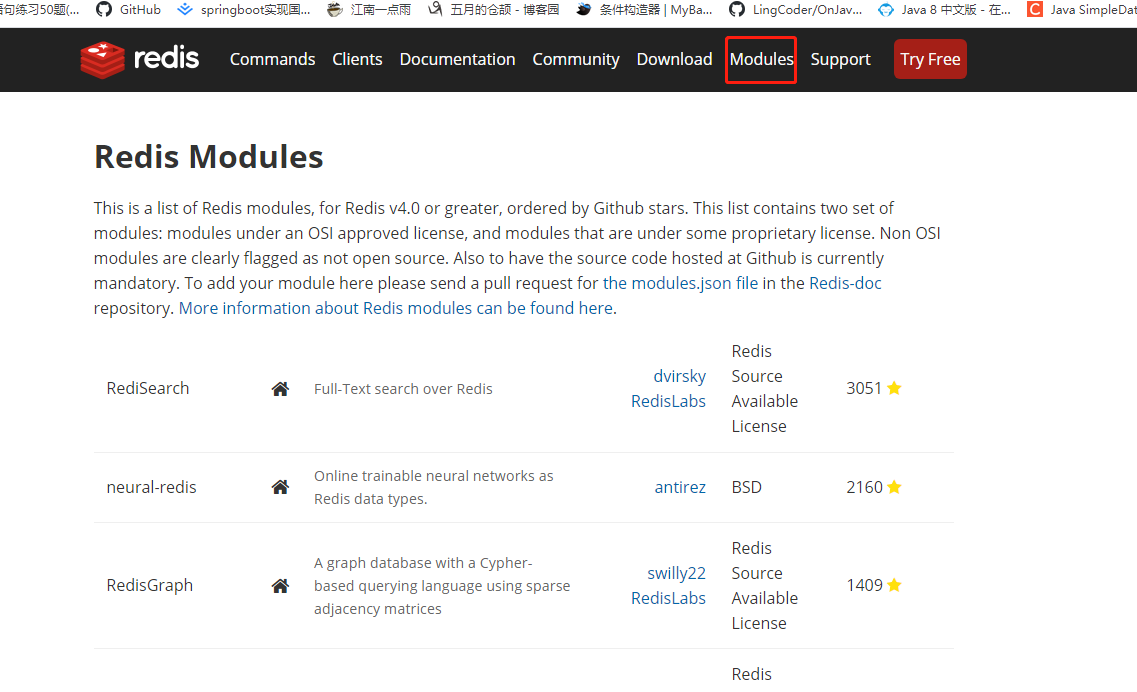 语句练习50题(... GitHub springboot实现国... 江南一点雨 五月的仓颉 - 博客园 条件构造器 | MyBa... LingCoder/OnJav... Java 8 中文版 - 在... Java SimpleDat
redis Commands Clients Documentation Community Download Modules Support Try Free
Redis Modules
This is a list of Redis modules, for Redis v4.0 or greater, ordered by Github stars. This list contains two set of
modules: modules under an OSI approved license, and modules that are under some proprietary license. Non OSI
modules are clearly flagged as not open source. Also to have the source code hosted at Github is currently
mandatory. To add your module here please send a pull request for the modules.json file in the Redis-doc
repository. More information about Redis modules can be found here.
RediSearch
Full-Text search over Redis
dvirsky
RedisLabs
Redis
Source
Available
License
3051
neural-redis
Online trainable neural networks as
Redis data types.
antirez
BSD
2160
RedisGraph
A graph database with a Cypher-
based querying language using sparse
adjacency matrices
swilly22
RedisLabs
Redis
Source
Available
License
1409
Redis